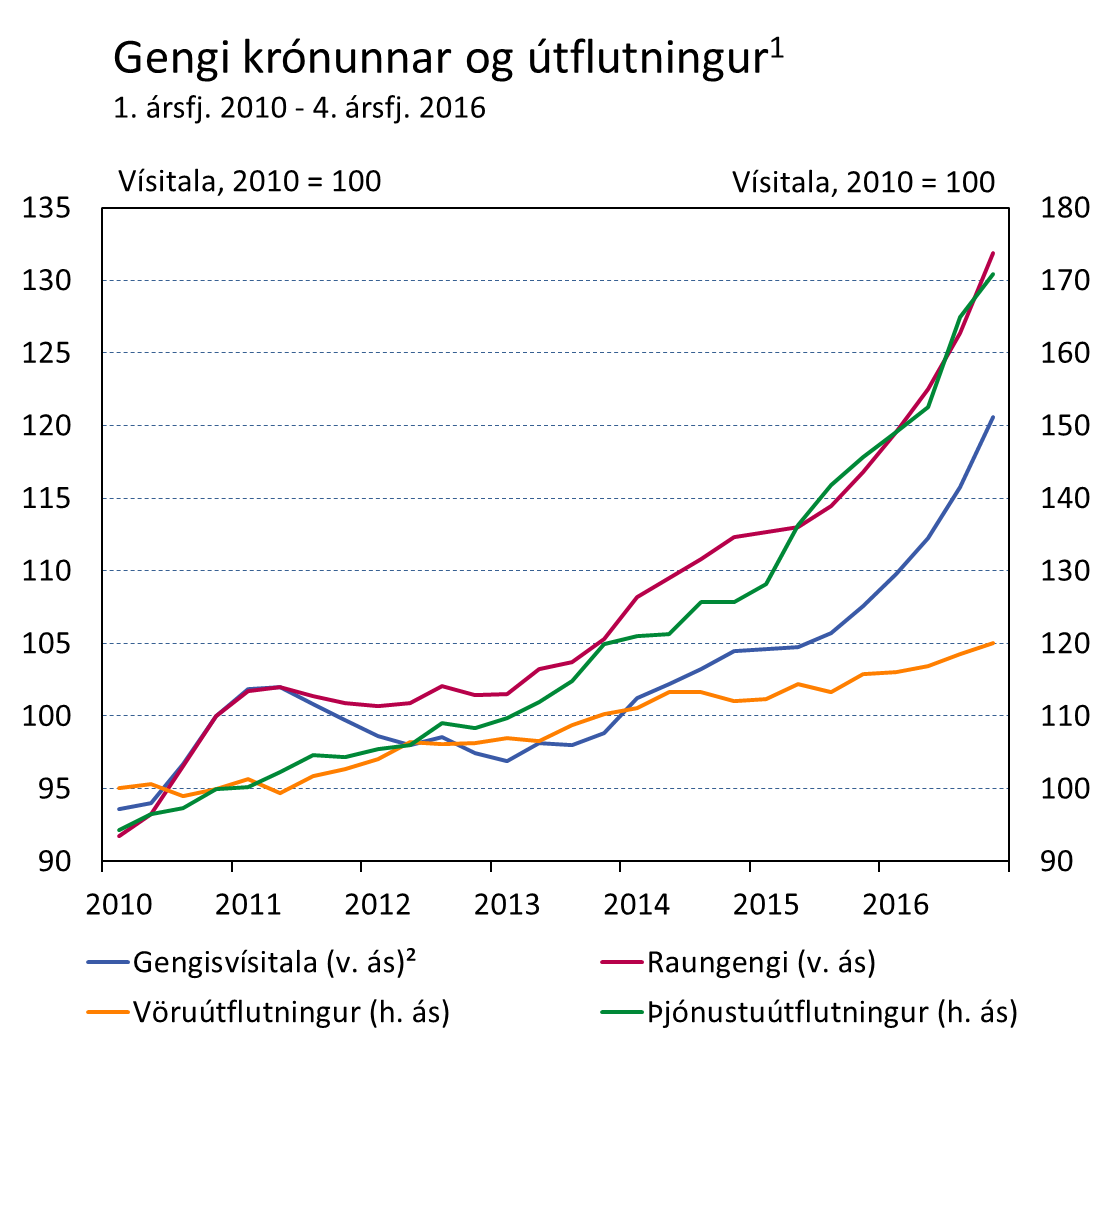 Gengi krónunnar og útflutningur¹
1. ársfj. 2010 - 4. ársfj. 2016
Vísitala, 2010 = 100 Vísitala, 2010 = 100
135 180
130 170
125 160
120 150
115 140
110 130
105 120
100 110
95 100
90 90
2010 2011 2012 2013 2014 2015 2016
Gengisvísitala (v. ás)² Raungengi (v. ás)
Vöruútflutningur (h. ás) Þjónustuútflutningur (h. ás)